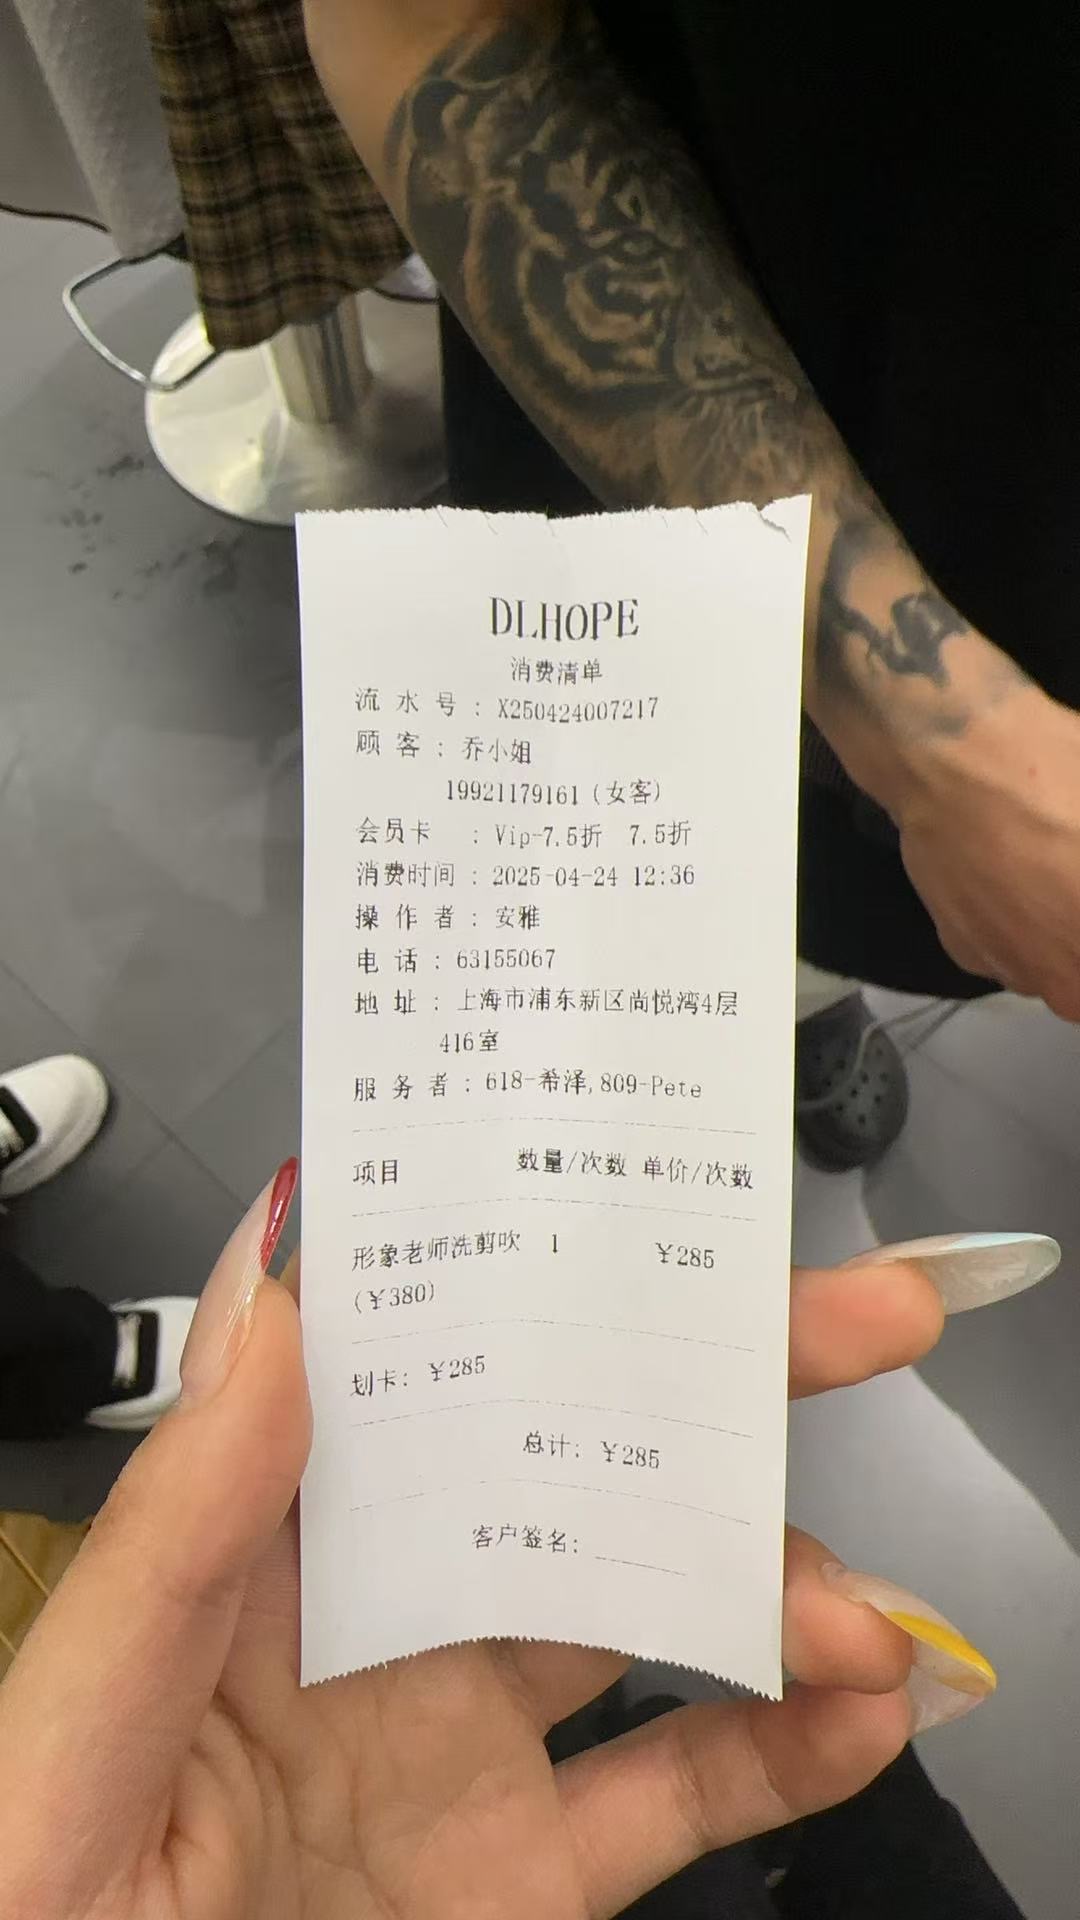 DLHOPE
消费清单
流 水 号 : X250424007217
顾 客 : 乔小姐
19921179161(女客)
会员卡 : Vip-7.5折 7.5折
消费时间 : 2025-04-24 12:36
操 作 者 : 安雅
电 话 : 63155067
地 址 : 上海市浦东新区尚悦湾4层
416室
服 务 者 : 618-希泽,809-Pete
项目 数量/次数 单价/次数
形象老师洗剪吹 1 ¥285
(¥380)
划卡: ¥285
总计: ¥285
客户签名: